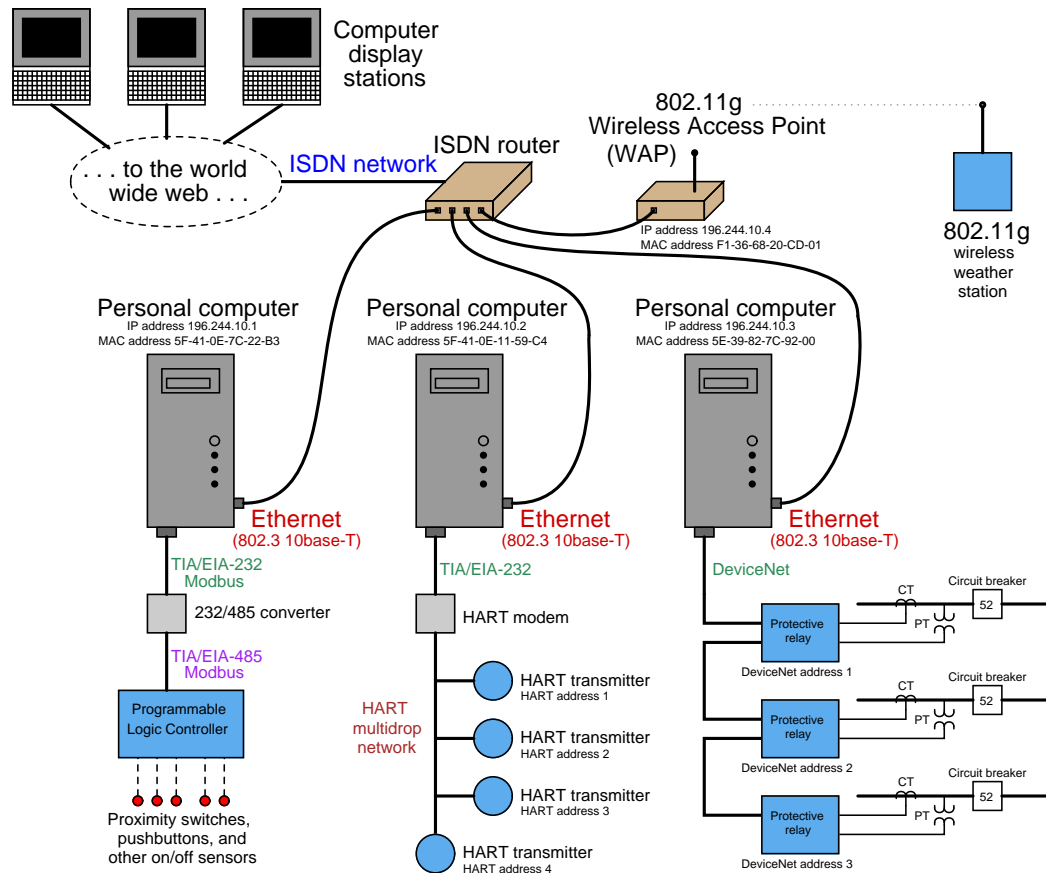 Computer
display
stations
802.11g
Wireless Access Point
(WAP)
ISDN router
ISDN network
. . . to the world
wide web . . .
IP address 196.244.10.4
MAC address F1-36-68-20-CD-01
802.11g
wireless
weather
station
Personal computer
IP address 196.244.10.1
MAC address 5F-41-0E-7C-22-B3
Personal computer
IP address 196.244.10.2
MAC address 5F-41-0E-11-59-C4
Personal computer
IP address 196.244.10.3
MAC address 5E-39-82-7C-92-00
Ethernet
(802.3 10base-T)
Ethernet
(802.3 10base-T)
Ethernet
(802.3 10base-T)
TIA/EIA-232
Modbus
232/485 converter
TIA/EIA-485
Modbus
Programmable
Logic Controller
Proximity switches,
pushbuttons, and
other on/off sensors
TIA/EIA-232
HART modem
HART
multidrop
network
HART transmitter
HART address 1
HART transmitter
HART address 2
HART transmitter
HART address 3
HART transmitter
HART address 4
DeviceNet
Protective
relay
DeviceNet address 1
CT
PT
Circuit breaker
52
Protective
relay
DeviceNet address 2
CT
PT
Circuit breaker
52
Protective
relay
DeviceNet address 3
CT
PT
Circuit breaker
52